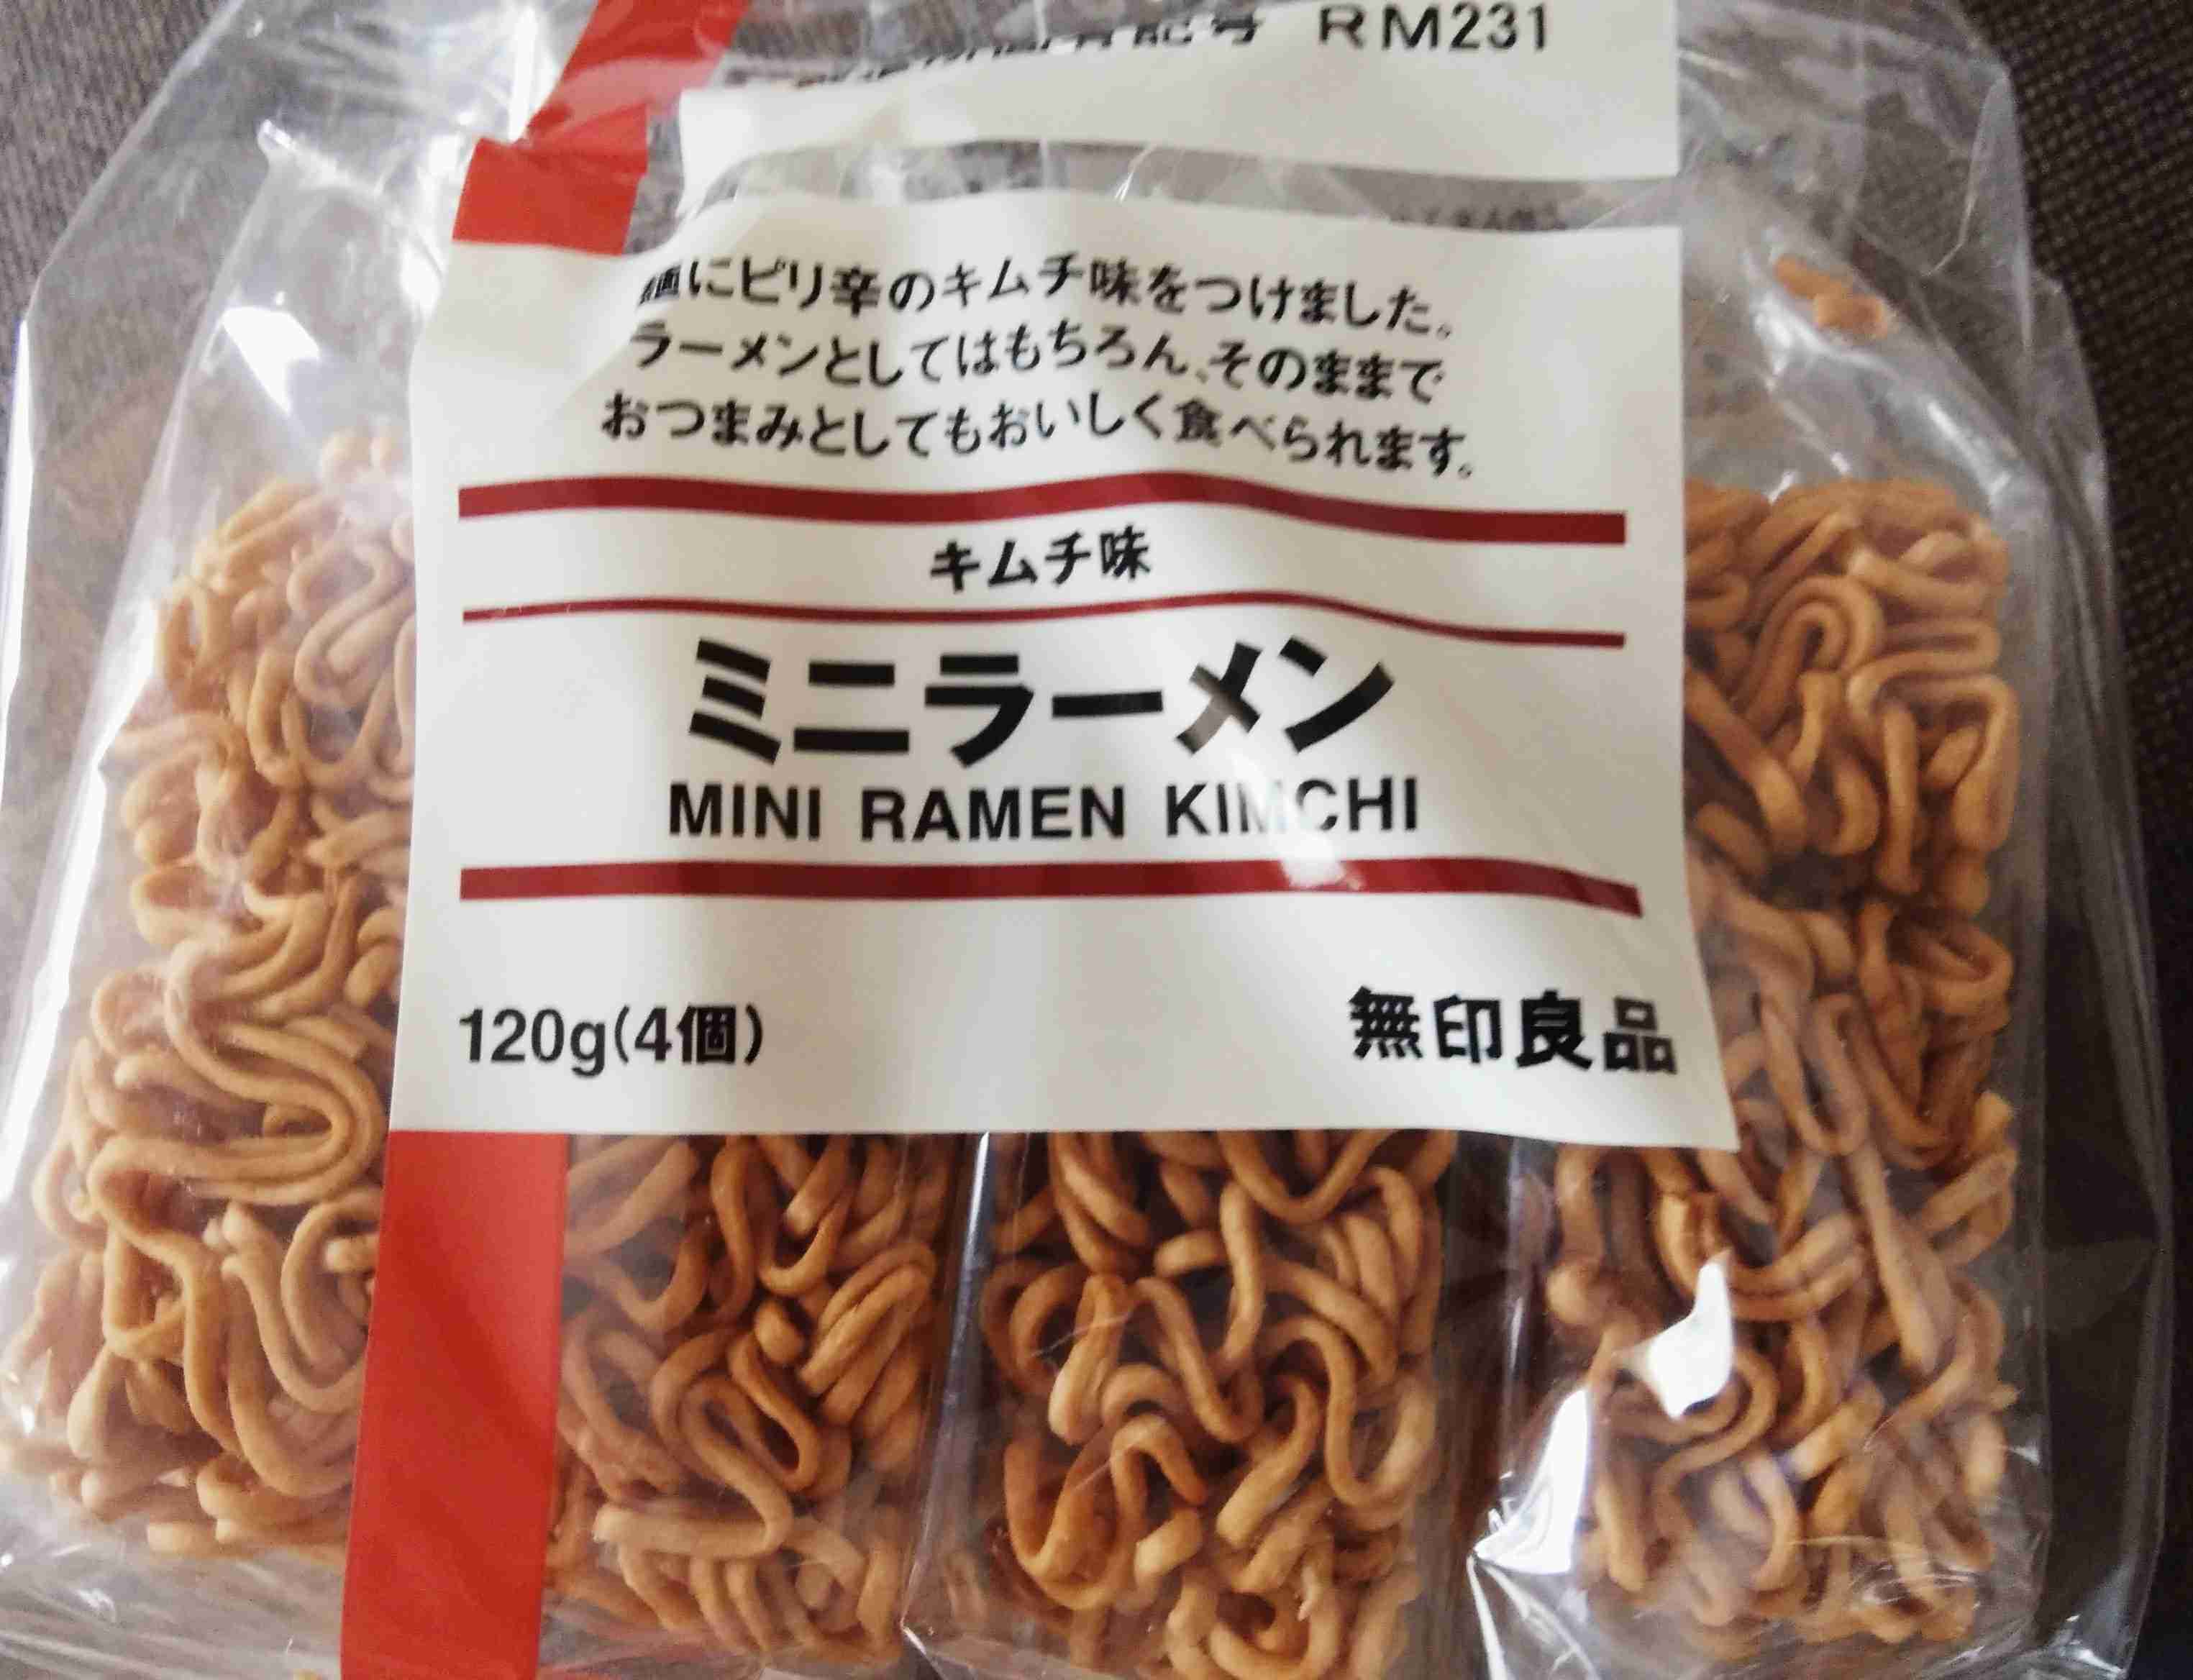 記号 RM231
麺にピリ辛のキムチ味をつけました。
ラーメンとしてはもちろん、そのままで
おつまみとしてもおいしく食べられます。
キムチ味
ミニラーメン
MINI RAMEN KIMCHI
120g(4個)
無印良品